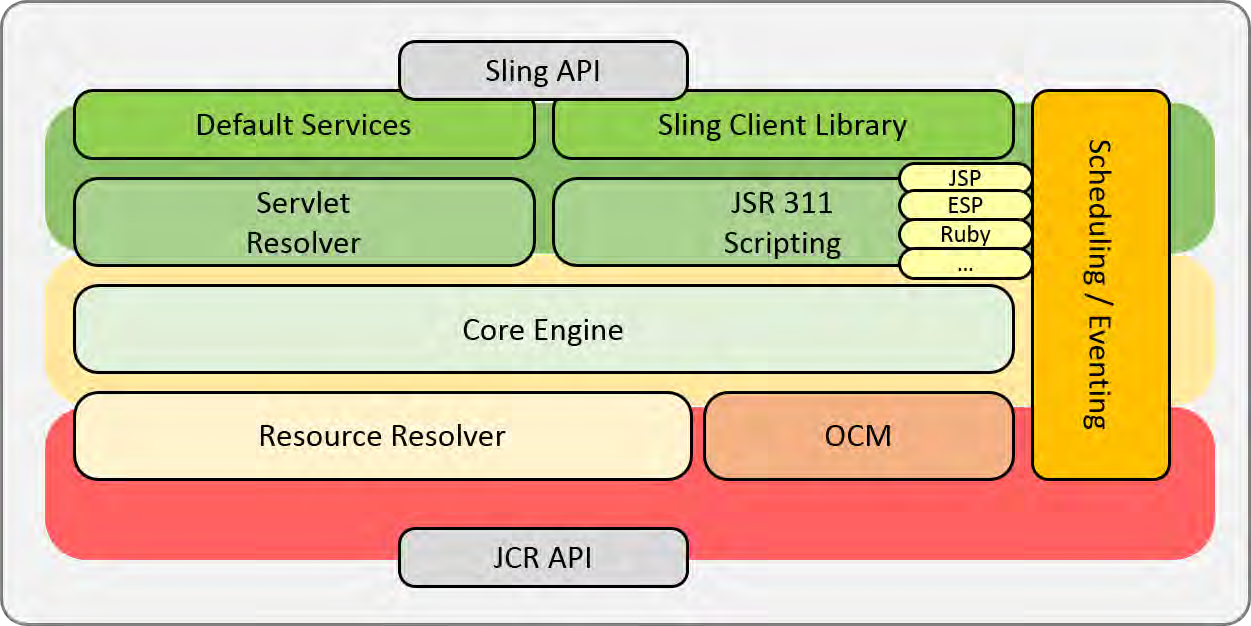 Sling API
Default Services
Sling Client Library
Servlet
Resolver
JSR 311
Scripting
JSP
ESP
Ruby
...
Scheduling / Eventing
Core Engine
Resource Resolver
OCM
JCR API